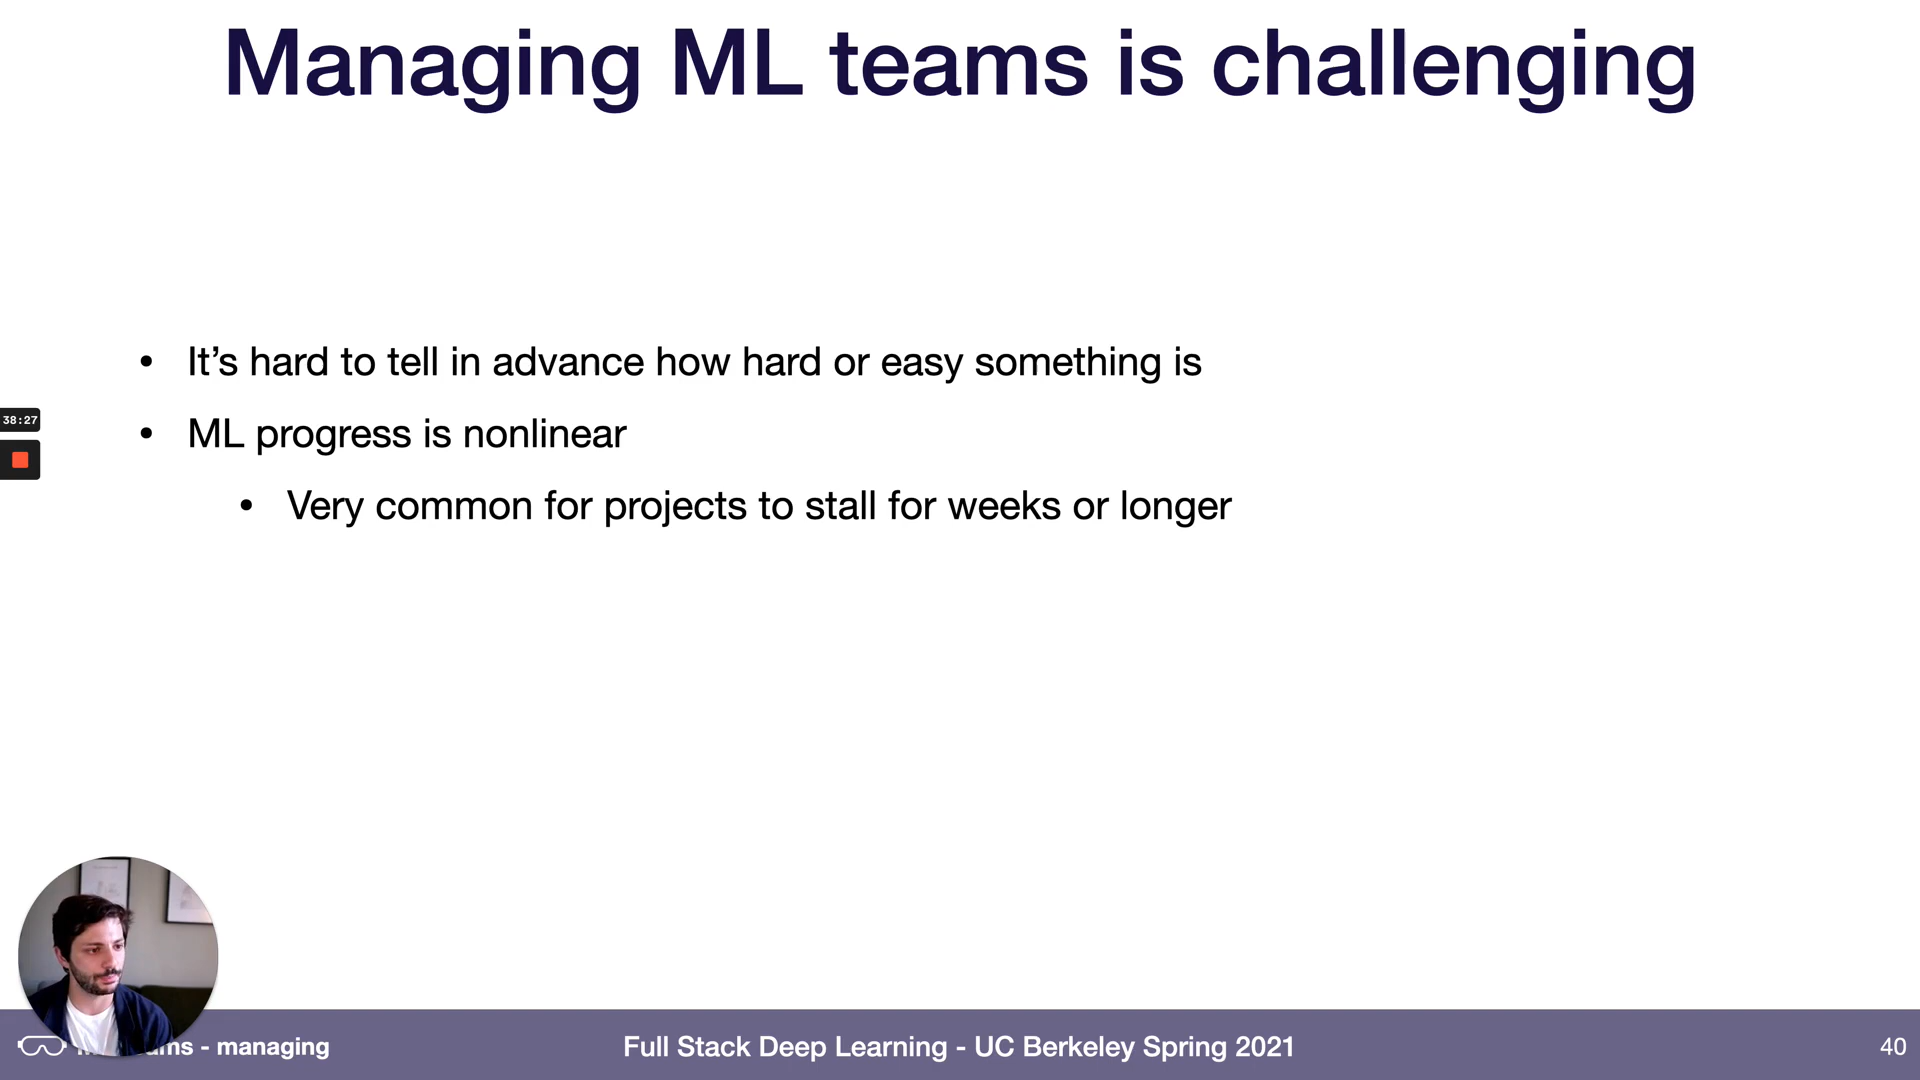 Managing ML teams is challenging
• It’s hard to tell in advance how hard or easy something is
• ML progress is nonlinear
• Very common for projects to stall for weeks or longer
38:27
- managing
Full Stack Deep Learning - UC Berkeley Spring 2021
40